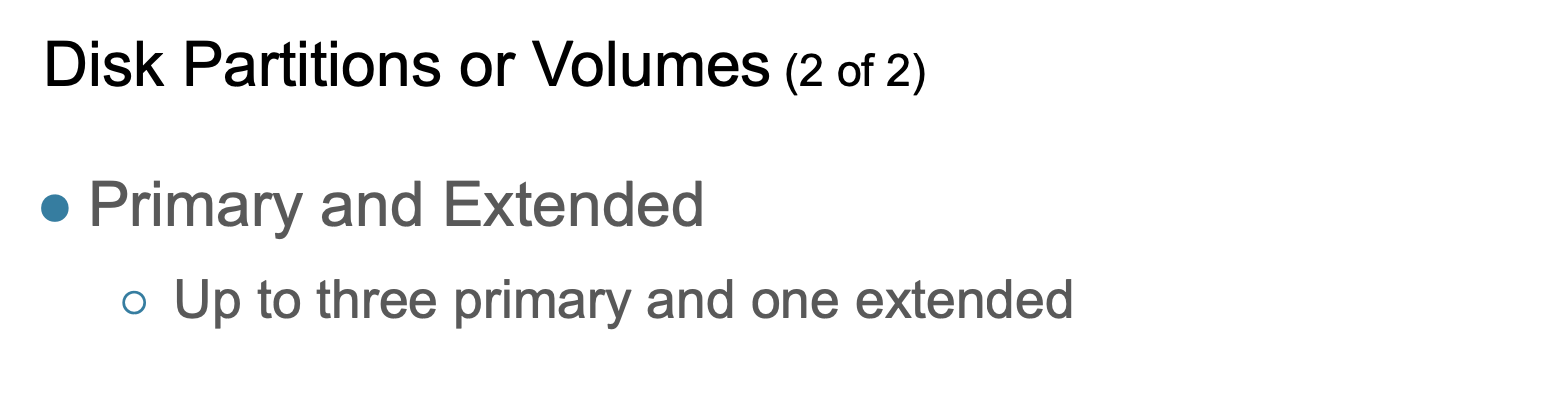 Disk Partitions or Volumes (2 of 2)
Primary and Extended
Up to three primary and one extended